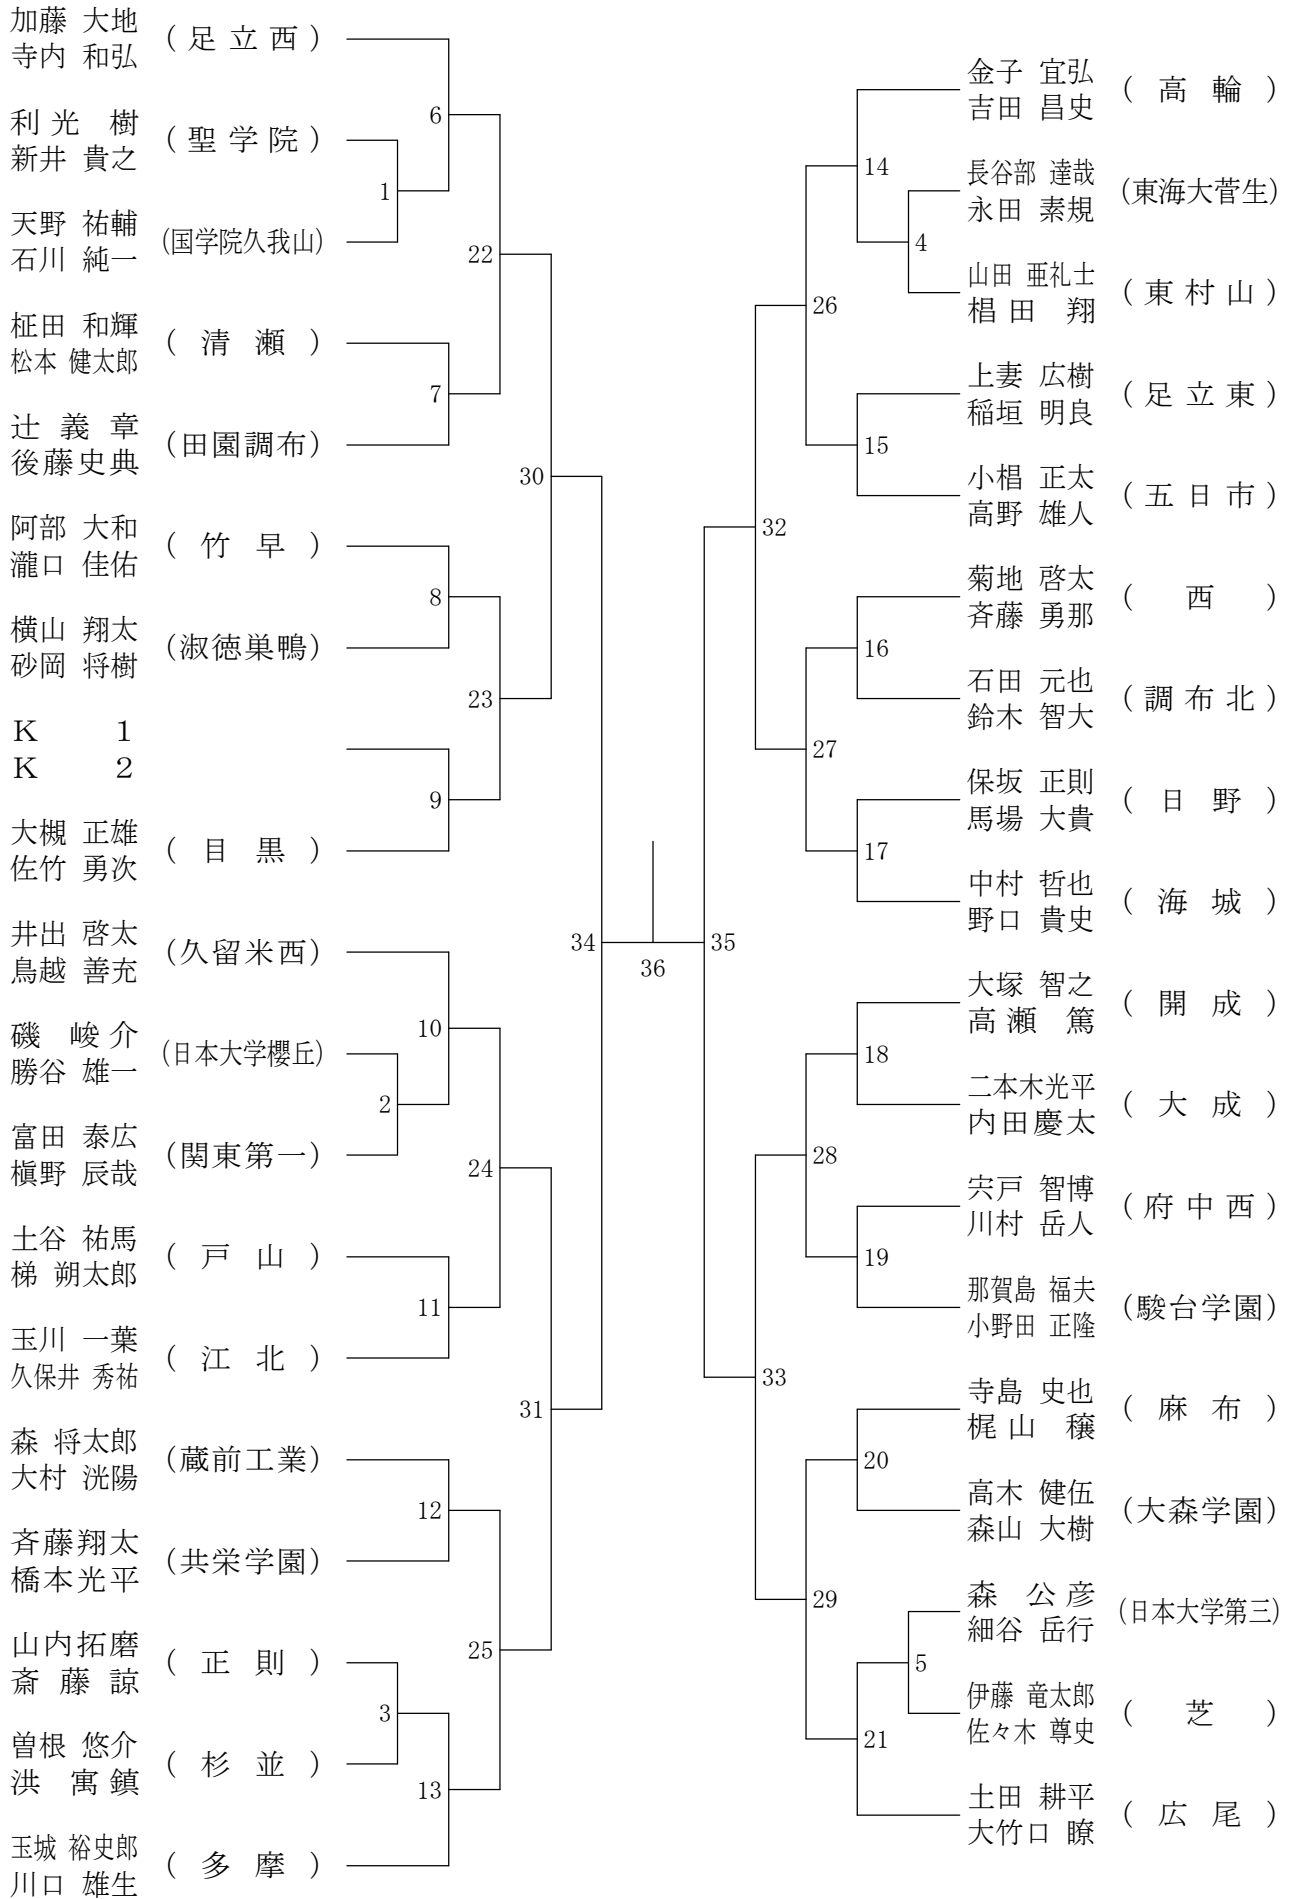 加藤 大地
寺内 和弘
(足立西)
利光 樹
新井 貴之
(聖学院)
天野 祐輔
石川 純一
(国学院久我山)
柾田 和輝
松本 健太郎
(清瀬)
辻 義章
後藤史典
(田園調布)
阿部 大和
瀧口 佳佑
(竹早)
横山 翔太
砂岡 将樹
(淑徳巣鴨)
K 1
K 2
大槻 正雄
佐竹 勇次
(目黒)
井出 啓太
鳥越 善充
(久留米西)
磯 峻介
勝谷 雄一
(日本大学櫻丘)
富田 泰広
槇野 辰哉
(関東第一)
土谷 祐馬
梯 朔太郎
(戸山)
玉川 一葉
久保井 秀祐
(江北)
森 将太郎
大村 洸陽
(蔵前工業)
斉藤翔太
橋本光平
(共栄学園)
山内拓磨
斎藤諒
(正則)
曽根 悠介
洪 寓鎮
(杉並)
玉城 裕史郎
川口 雄生
(多摩)
1
2
3
6
7
8
9
10
11
12
13
22
23
24
25
30
31
34
36
35
32
33
26
27
28
29
14
15
16
17
18
19
20
21
4
5
金子 宜弘
吉田 昌史
(高輪)
長谷部 達哉
永田 素規
(東海大菅生)
山田 亜礼士
椙田 翔
(東村山)
上妻 広樹
稲垣 明良
(足立東)
小椙 正太
高野 雄人
(五日市)
菊地 啓太
斉藤 勇那
(西)
石田 元也
鈴木 智大
(調布北)
保坂 正則
馬場 大貴
(日野)
中村 哲也
野口 貴史
(海城)
大塚 智之
高瀬 篤
(開成)
二本木光平
内田慶太
(大成)
宍戸 智博
川村 岳人
(府中西)
那賀島 福夫
小野田 正隆
(駿台学園)
寺島 史也
梶山 穣
(麻布)
高木 健伍
森山 大樹
(大森学園)
森 公彦
細谷 岳行
(日本大学第三)
伊藤 竜太郎
佐々木 尊史
(芝)
土田 耕平
大竹口 瞭
(広尾)